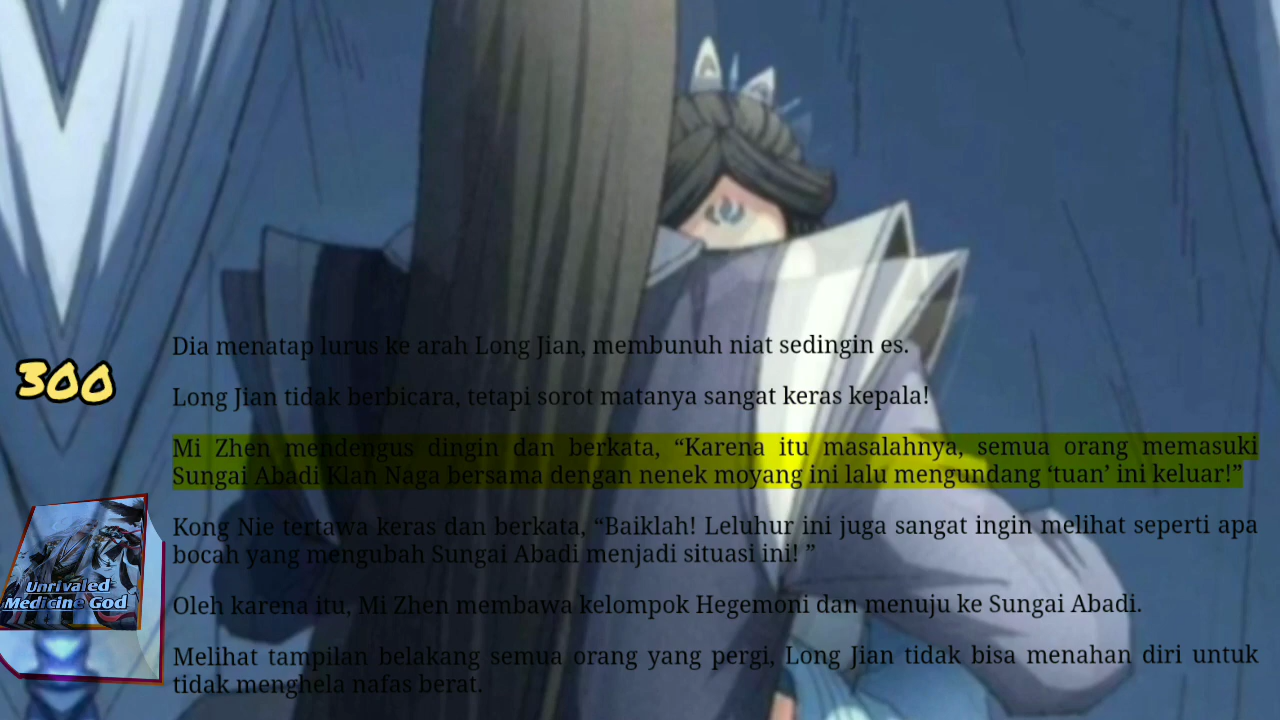 Dia menatap lurus ke arah Long Jian, membunuh niat sedingin es.
Long Jian tidak berbicara, tetapi sorot matanya sangat keras kepala!
300
Mi Zhen mendengus dingin dan berkata, “Karena itu masalahnya, semua orang memasuki
Sungai Abadi Klan Naga bersama dengan nenek moyang ini lalu mengundang ‘tuan’ ini keluar!”
Kong Nie tertawa keras dan berkata, “Baiklah! Leluhur ini juga sangat ingin melihat seperti apa
bocah yang mengubah Sungai Abadi menjadi situasi ini! ”
Unrivaled
Medicine God
Oleh karena itu, Mi Zhen membawa kelompok Hegemoni dan menuju ke Sungai Abadi.
Melihat tampilan belakang semua orang yang pergi, Long Jian tidak bisa menahan diri untuk
tidak menghela nafas berat.